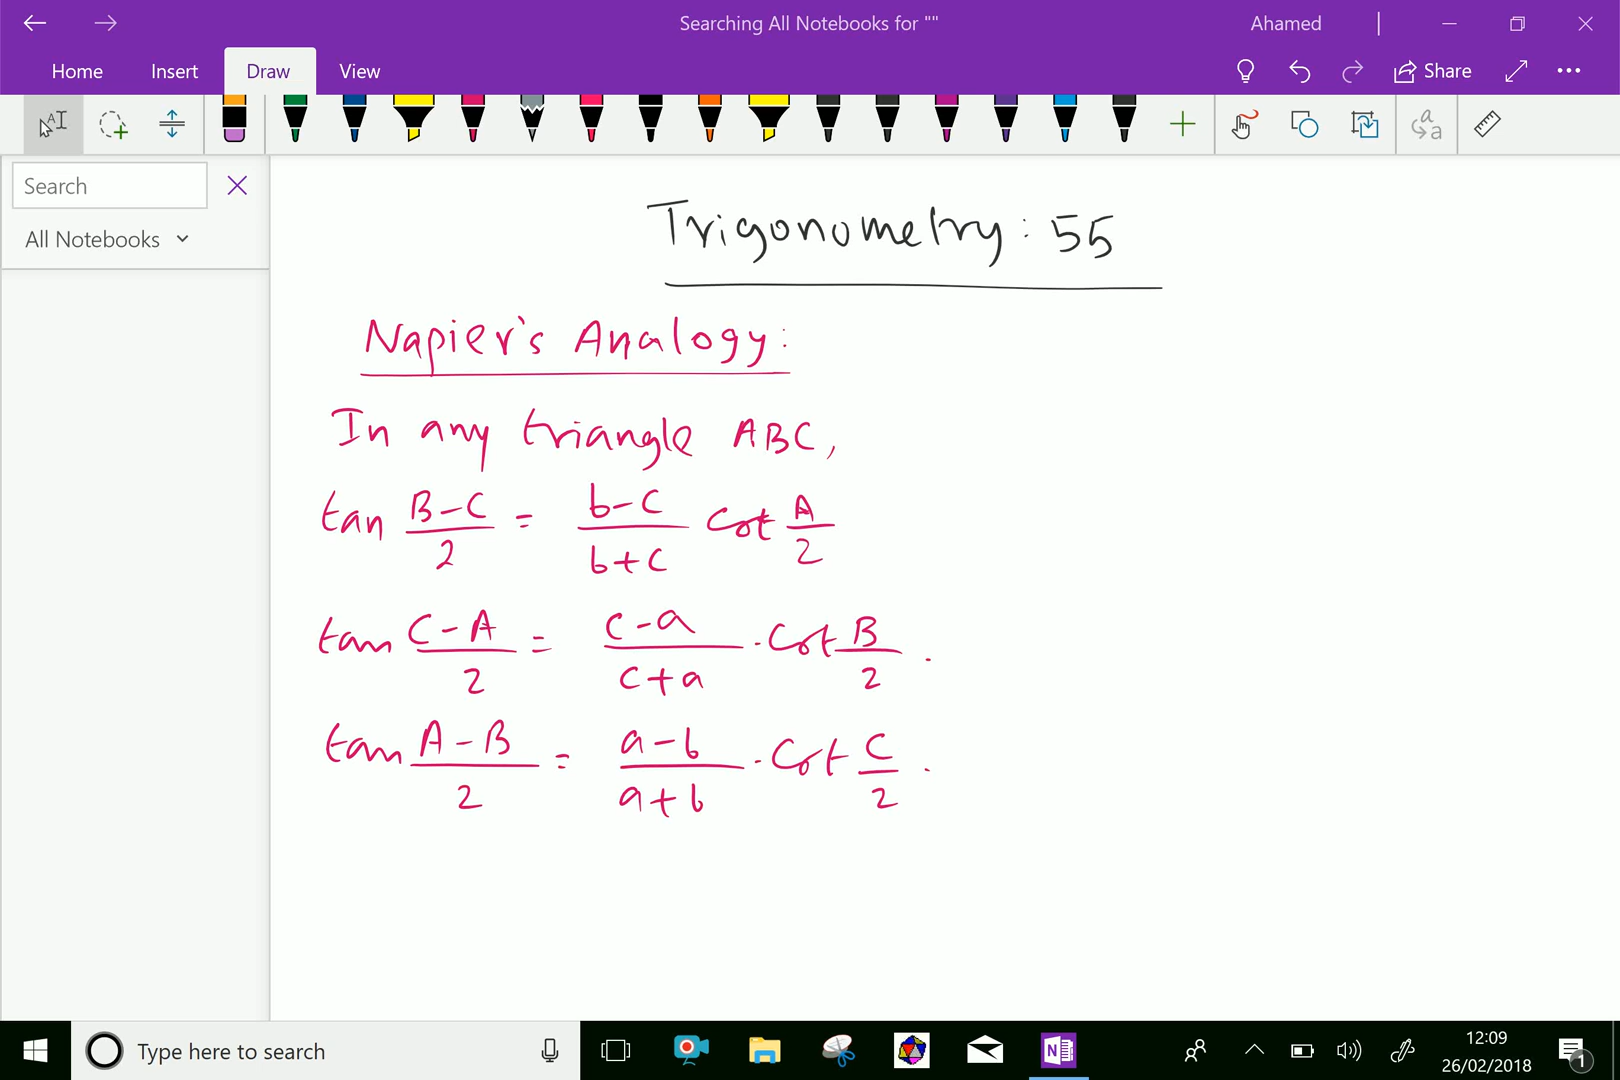 Searching All Notebooks for ""
Ahamed
Home Insert Draw View
Share
Search
All Notebooks
Trigonometry: 55
Napier's Analogy:
In any triangle ABC,
tan (B-C)/2 = (b-c)/(b+c) cot A/2
tan (C-A)/2 = (c-a)/(c+a) . cot B/2 .
tan (A-B)/2 = (a-b)/(a+b) . cot C/2 .
Type here to search
12:09
26/02/2018
1